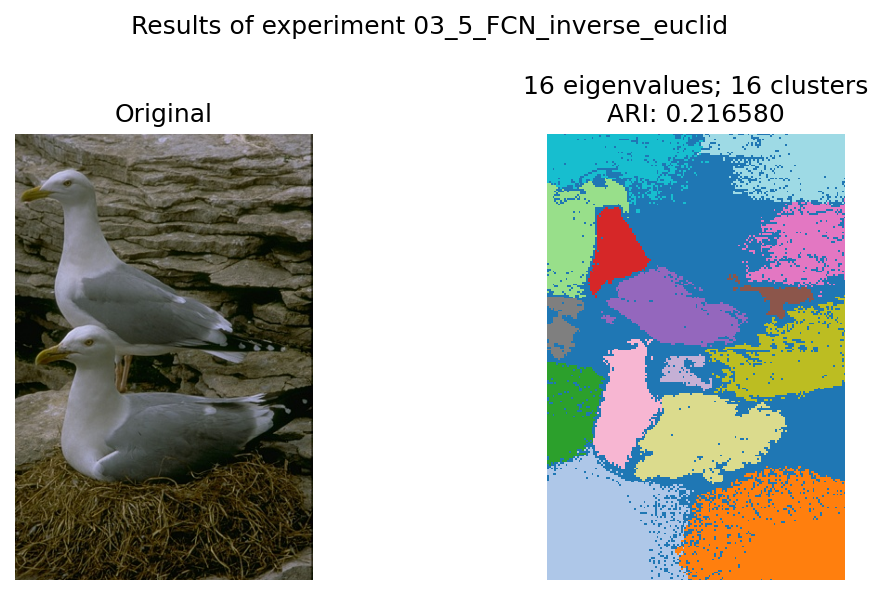 Results of experiment 03_5_FCN_inverse_euclid
Original
16 eigenvalues; 16 clusters
ARI: 0.216580